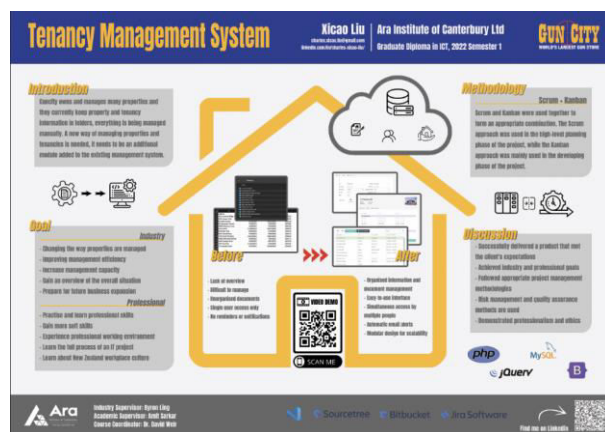 Tenancy Management System
Xicao Liu
charles.xicao.liu@gmail.com
linkedin.com/in/charles-xicao-liu/
Ara Institute of Canterbury Ltd
Graduate Diploma in ICT, 2022 Semester 1
GUN CITY
WORLD'S LARGEST GUN STORE
Introduction
Guncity owns and manages many properties and
they currently keep property and tenancy
information in folders, everything is being managed
manually. A new way of managing properties and
tenancies is needed, it needs to be an additional
module added to the existing management system.
Goal
Industry
- Changing the way properties are managed
- Improving management efficiency
- Increase management capacity
- Gain an overview of the overall situation
- Prepare for future business expansion
Professional
- Practise and learn professional skills
- Gain more soft skills
- Experience professional working environment
- Learn the full process of an IT project
- Learn about New Zealand workplace culture
Before
- Lack of overview
- Difficult to manage
- Unorganised documents
- Single user access only
- No reminders or notifications
After
- Organised information and
document management
- Easy-to-use interface
- Simultaneous access by
multiple people
- Automatic email alerts
- Modular design for scalability
VIDEO DEMO
SCAN ME
Methodology
Scrum + Kanban
Scrum and Kanban were used together to
form an appropriate combination. The Scrum
approach was used in the high-level planning
phase of the project, while the Kanban
approach was mainly used in the developing
phase of the project.
Discussion
- Successfully delivered a product that met
the client's expectations
- Achieved industry and professional goals
- Followed appropriate project management
methodologies
- Risk management and quality assurance
methods are used
- Demonstrated professionalism and ethics
php
MySQL
jQuery
B
Ara
Industry Supervisor: Byron Ling
Academic Supervisor: Amit Sarkar
Course Coordinator: Dr. David Weir
Sourcetree
Bitbucket
Jira Software
Find me on LinkedIn